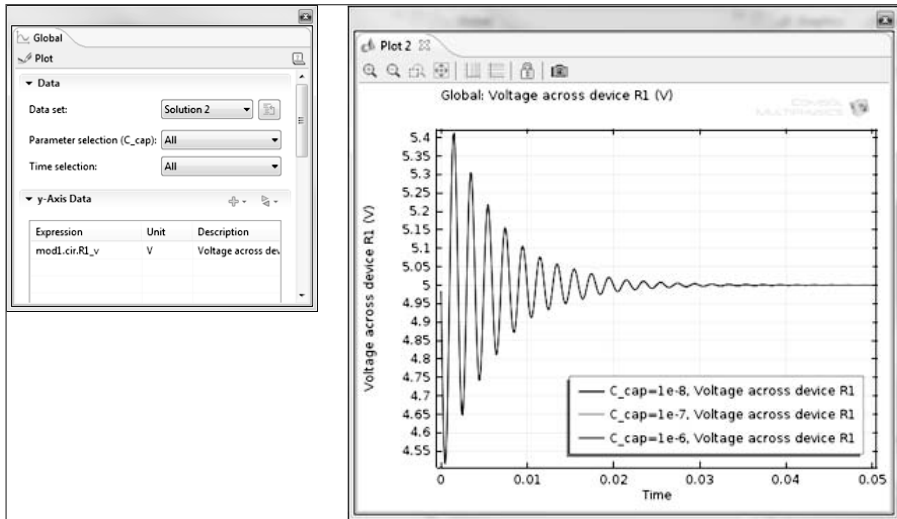 Global
Plot
Data
Data set: Solution 2
Parameter selection (C_cap): All
Time selection: All
y-Axis Data
Expression Unit Description
mod1.cir.R1_v V Voltage across dev
Plot 2
Global: Voltage across device R1 (V)
COMSOL
MULTIPHYSICS
Voltage across device R1 (V)
5.4
5.35
5.3
5.25
5.2
5.15
5.1
5.05
5
4.95
4.9
4.85
4.8
4.75
4.7
4.65
4.6
4.55
C_cap=1e-8, Voltage across device R1
C_cap=1e-7, Voltage across device R1
C_cap=1e-6, Voltage across device R1
0 0.01 0.02 0.03 0.04 0.05
Time